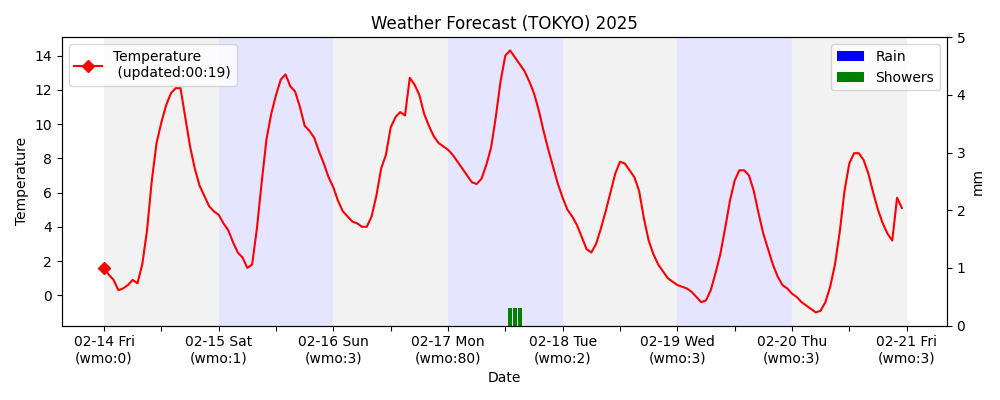 Weather Forecast (TOKYO) 2025
Temperature
(updated:00:19)
Rain
Showers
Temperature
14
12
10
8
6
4
2
0
5
4
3
2
1
0
mm
02-14 Fri
(wmo:0)
02-15 Sat
(wmo:1)
02-16 Sun
(wmo:3)
02-17 Mon
(wmo:80)
02-18 Tue
(wmo:2)
02-19 Wed
(wmo:3)
02-20 Thu
(wmo:3)
02-21 Fri
(wmo:3)
Date